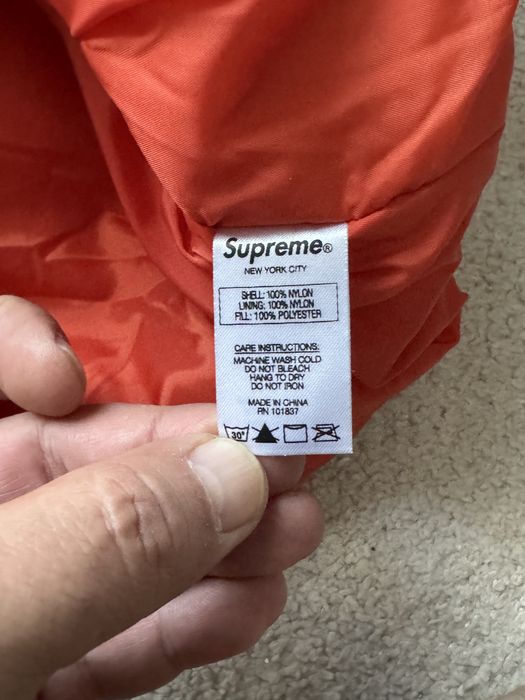 Supreme®
NEW YORK CITY
SHELL: 100% NYLON
LINING: 100% NYLON
FILL: 100% POLYESTER
CARE INSTRUCTIONS:
MACHINE WASH COLD
DO NOT BLEACH
HANG TO DRY
DO NOT IRON
MADE IN CHINA
RN 101837
30°